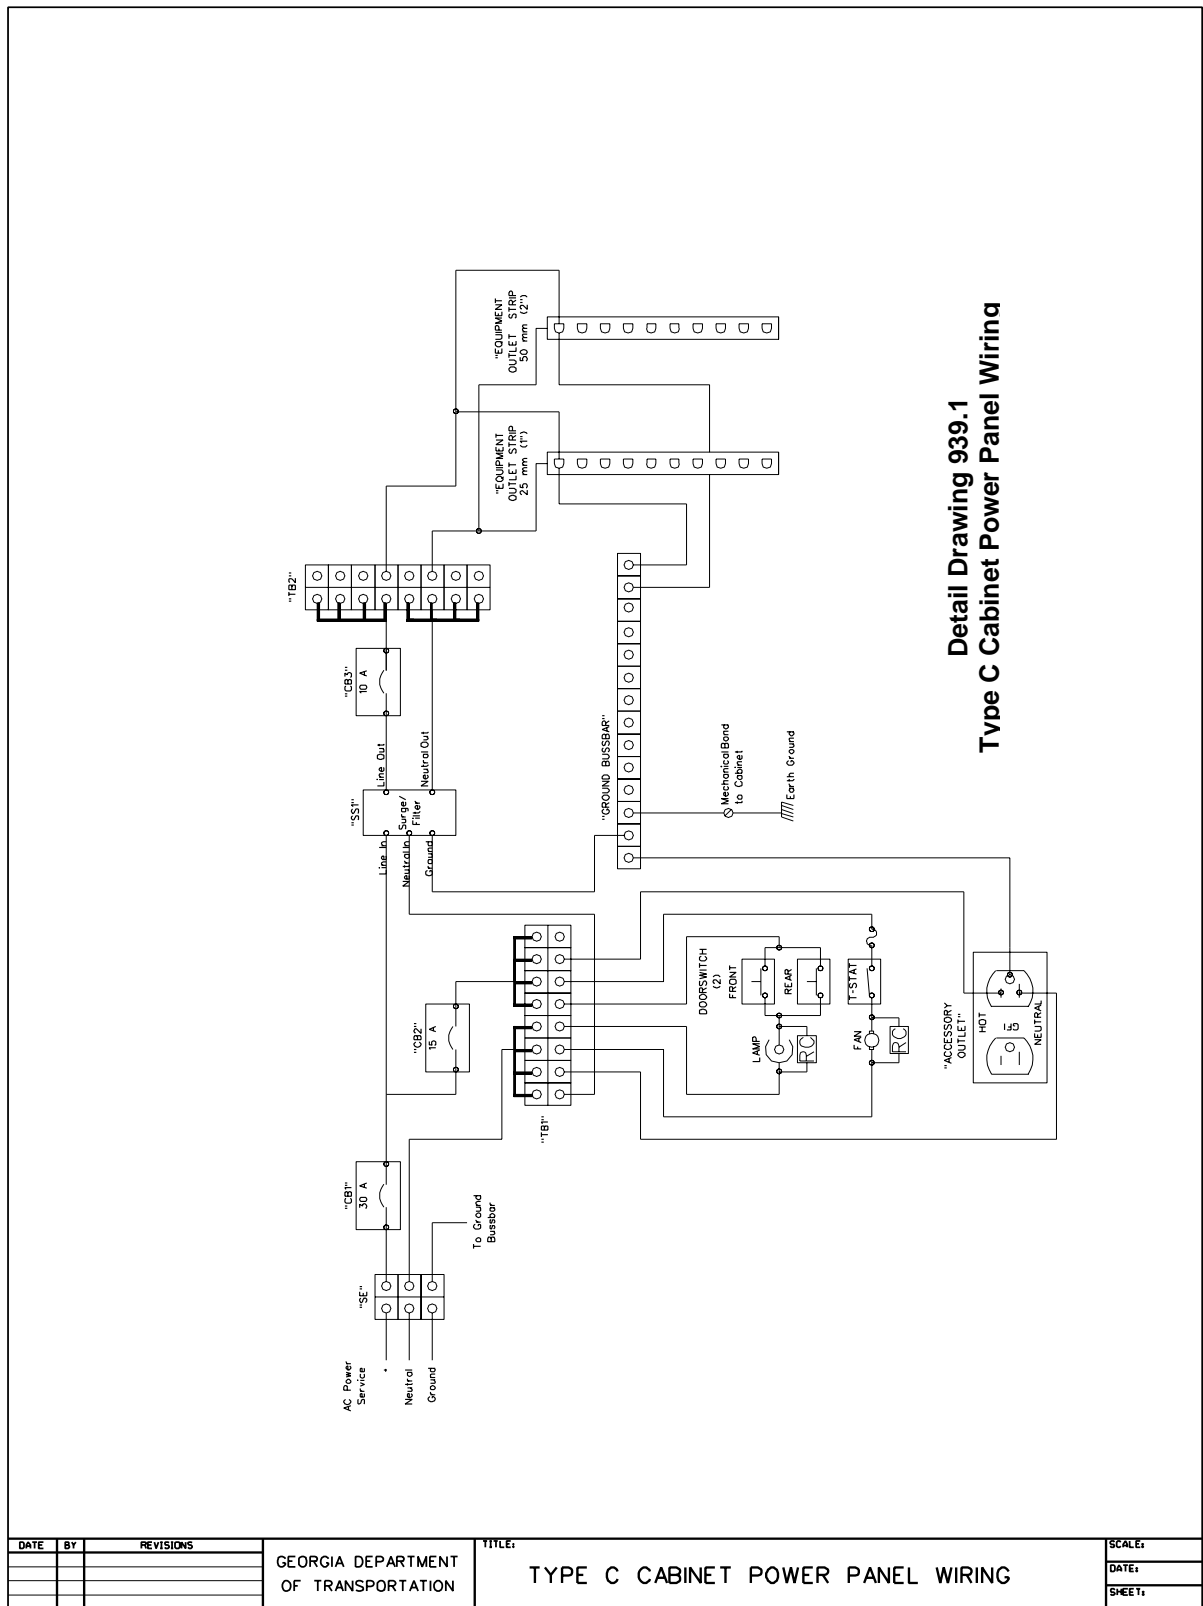 Detail Drawing 939.1
Type C Cabinet Power Panel Wiring
AC Power
Service
+
Neutral
Ground
"SE"
To Ground
Bussbar
"CB1"
30 A
"CB2"
15 A
"TB1"
Line In
Neutral In
Ground
"SS1"
Surge/
Filter
Line Out
Neutral Out
"CB3"
10 A
"TB2"
"EQUIPMENT
OUTLET STRIP
25 mm (1")
"EQUIPMENT
OUTLET STRIP
50 mm (2")
"GROUND BUSSBAR"
Mechanical Bond
to Cabinet
Earth Ground
DOORSWITCH
(2)
FRONT
REAR
LAMP
RC
T-STAT
FAN
RC
"ACCESSORY
OUTLET"
HOT
NEUTRAL
DATE
BY
REVISIONS
GEORGIA DEPARTMENT
OF TRANSPORTATION
TITLE:
TYPE C CABINET POWER PANEL WIRING
SCALE:
DATE:
SHEET: